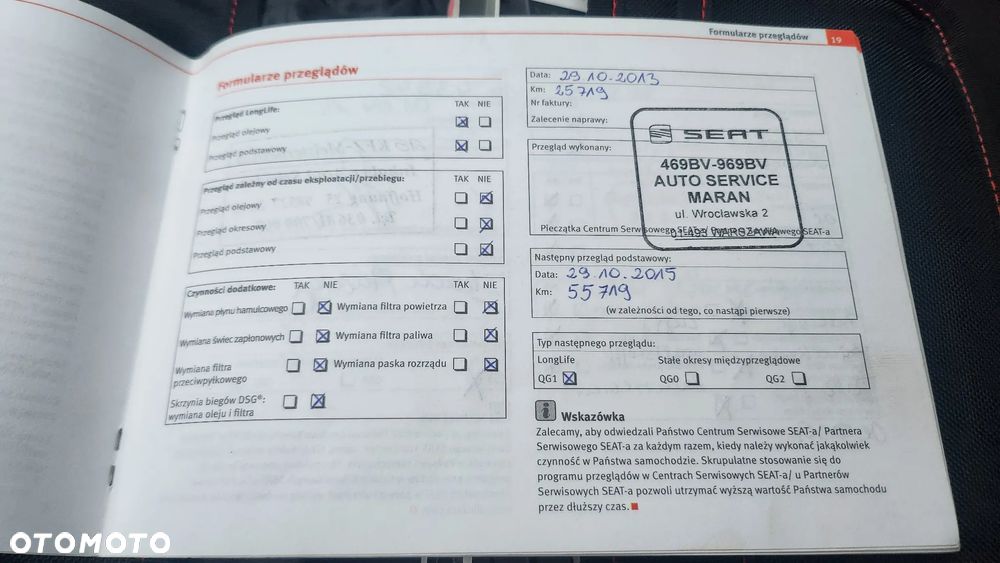 Formularze przeglądów 19
Formularze przeglądów
TAK NIE
Przegląd LongLife:
Przegląd olejowy
Przegląd podstawowy
TAK NIE
Przegląd zależny od czasu eksploatacji/przebiegu:
Przegląd olejowy
Przegląd okresowy
Przegląd podstawowy
Czynności dodatkowe: TAK NIE TAK NIE
Wymiana płynu hamulcowego Wymiana filtra powietrza
Wymiana świec zapłonowych Wymiana filtra paliwa
Wymiana filtra przeciwpyłkowego Wymiana paska rozrządu
Skrzynia biegów DSG®:
wymiana oleju i filtra
Data: 29 10.2013
Km: 25719
Nr faktury:
Zalecenie naprawy:
SEAT
469BV-969BV
AUTO SERVICE
MARAN
ul. Wrocławska 2
01-493 WARSZAWA
Przegląd wykonany:
Pieczątka Centrum Serwisowego SEAT-a/
Następny przegląd podstawowy:
Data: 29 10.2015
Km: 55719
(w zależności od tego, co nastąpi pierwsze)
Typ następnego przeglądu:
LongLife Stałe okresy międzyprzeglądowe
QG1 QG0 QG2
i Wskazówka
Zalecamy, aby odwiedzali Państwo Centrum Serwisowe SEAT-a/ Partnera
Serwisowego SEAT-a za każdym razem, kiedy należy wykonać jakąkolwiek
czynność w Państwa samochodzie. Skrupulatne stosowanie się do
programu przeglądów w Centrach Serwisowych SEAT-a/ u Partnerów
Serwisowych SEAT-a pozwoli utrzymać wyższą wartość Państwa samochodu
przez dłuższy czas.
OTOMOTO